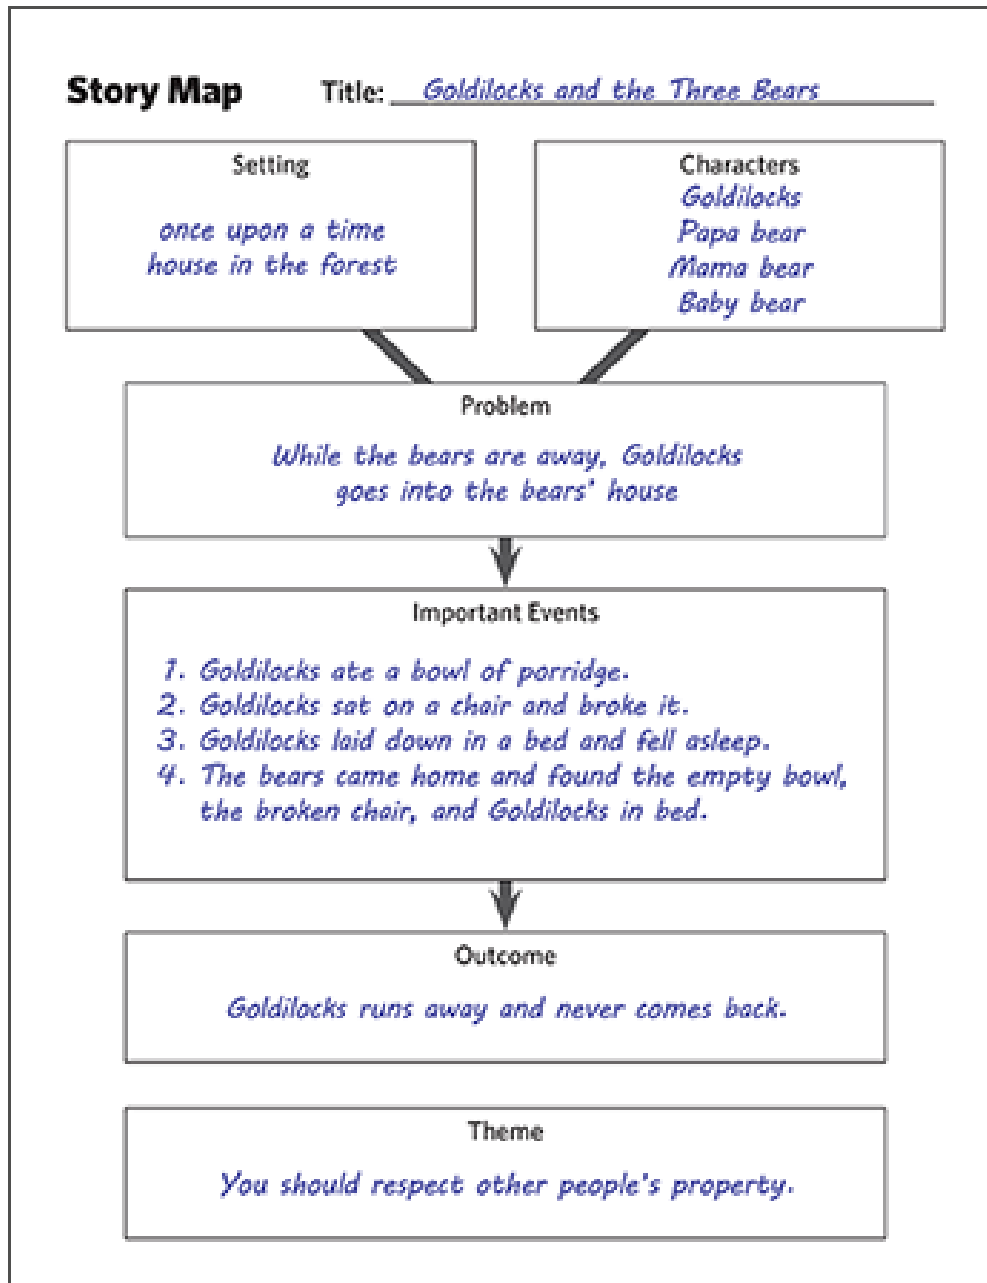 Story Map Title: Goldilocks and the Three Bears
Setting
once upon a time
house in the forest
Characters
Goldilocks
Papa bear
Mama bear
Baby bear
Problem
While the bears are away, Goldilocks
goes into the bears' house
Important Events
1. Goldilocks ate a bowl of porridge.
2. Goldilocks sat on a chair and broke it.
3. Goldilocks laid down in a bed and fell asleep.
4. The bears came home and found the empty bowl,
the broken chair, and Goldilocks in bed.
Outcome
Goldilocks runs away and never comes back.
Theme
You should respect other people's property.